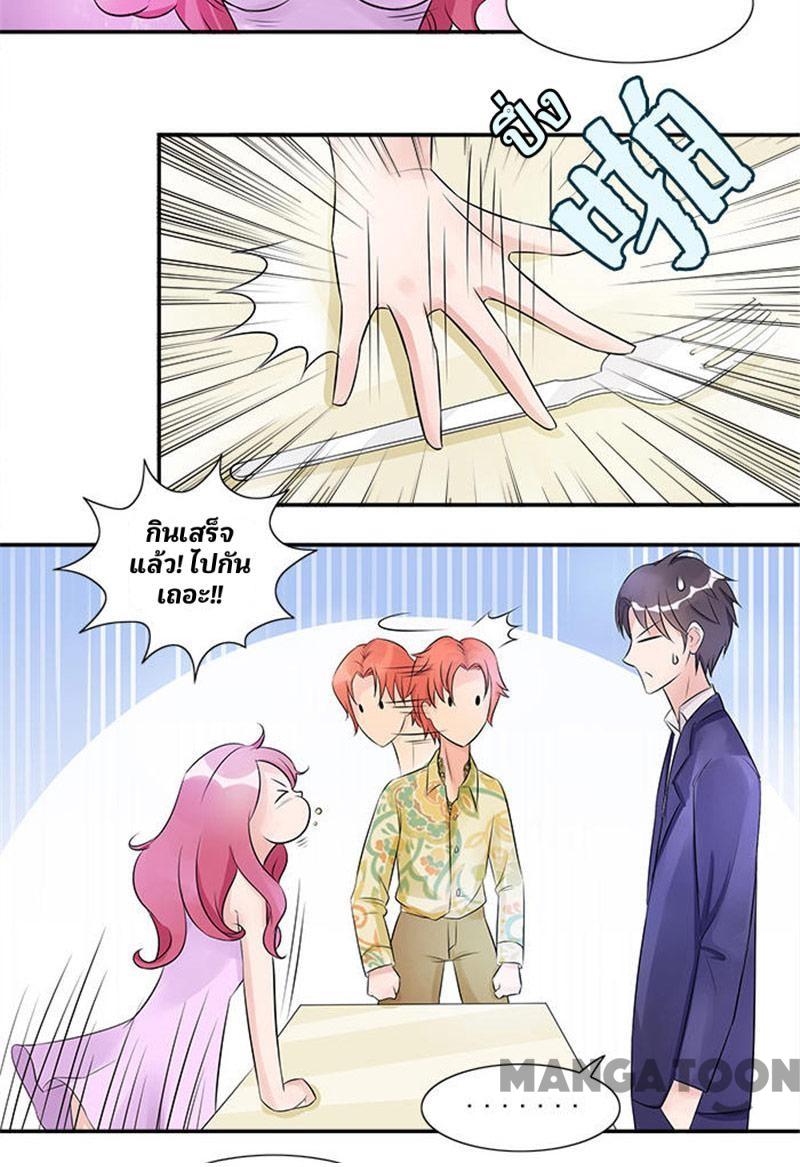 ปึ่ง
啪
กินเสร็จ
แล้ว! ไปกัน
เถอะ!!
MANGATOON
.......